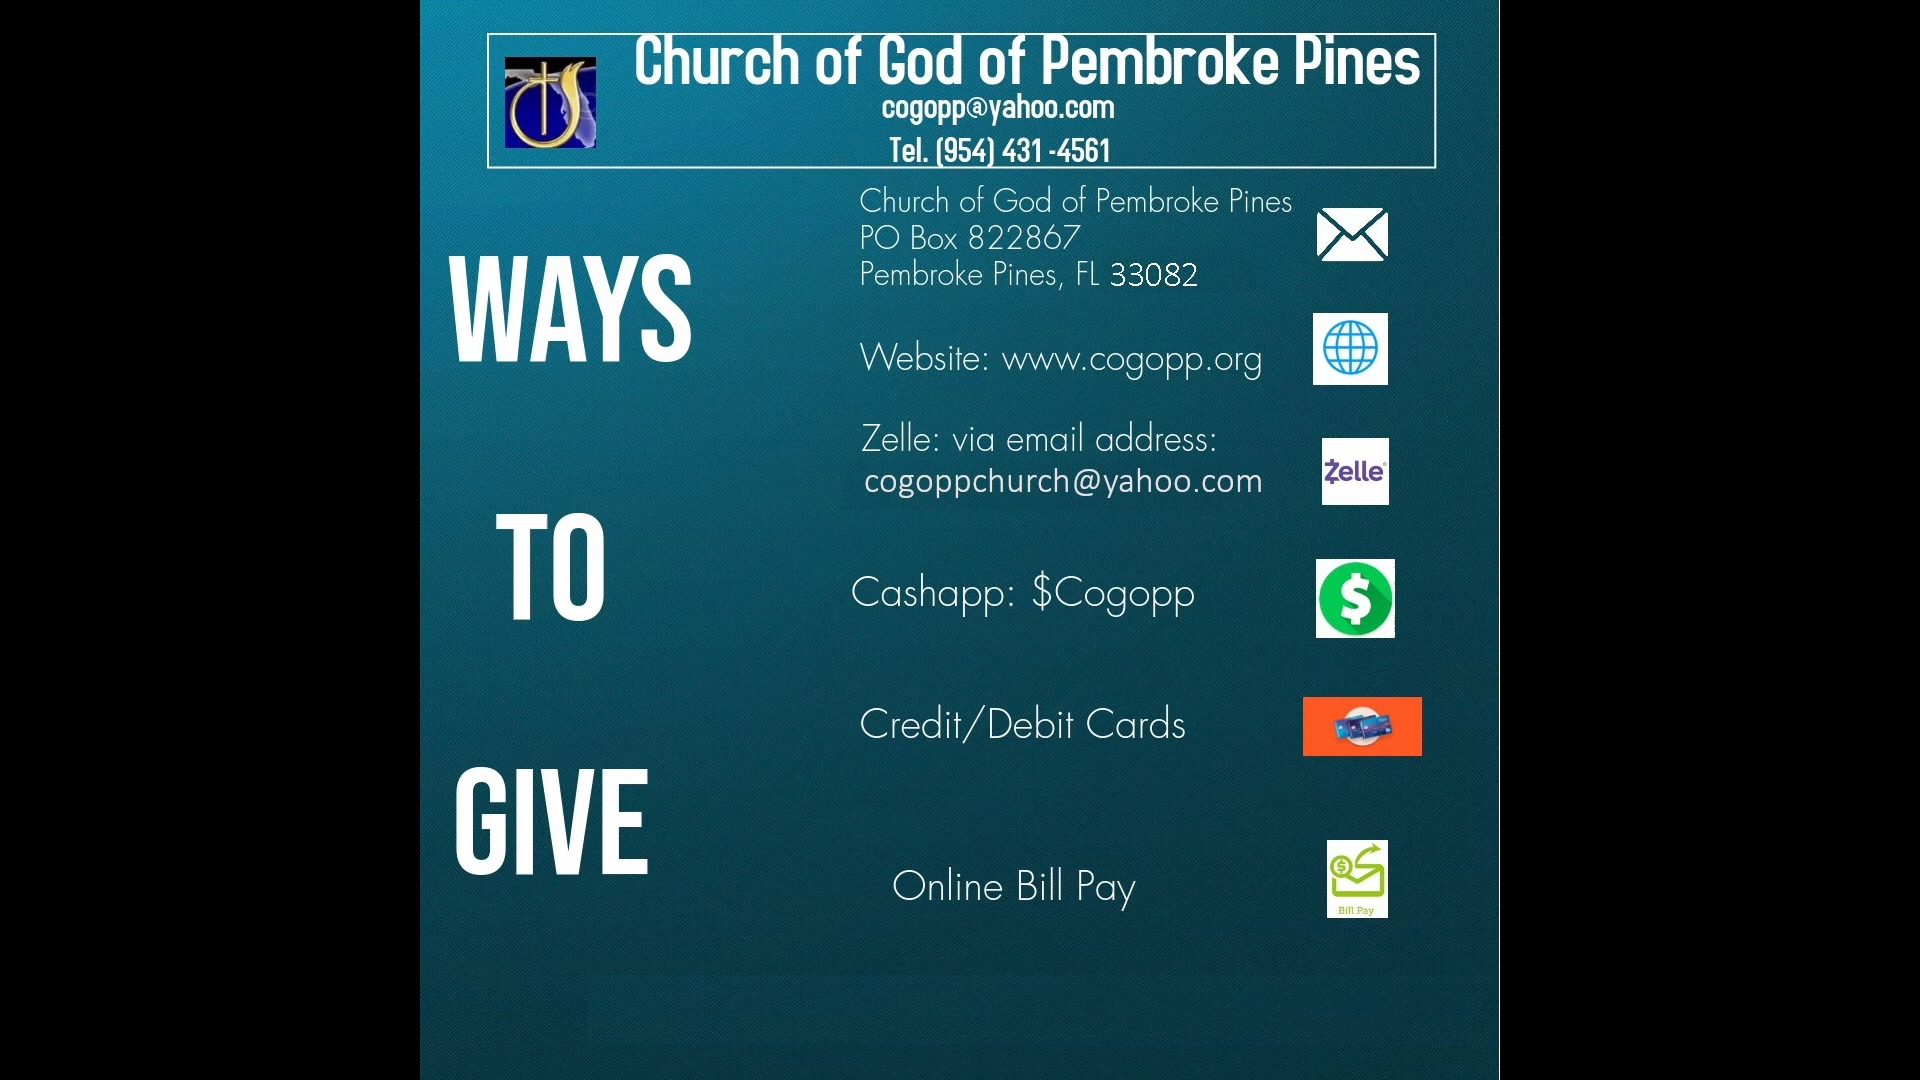 Church of God of Pembroke Pines
cogopp@yahoo.com
Tel. (954) 431 -4561
WAYS
TO
GIVE
Church of God of Pembroke Pines
PO Box 822867
Pembroke Pines, FL 33082
Website: www.cogopp.org
Zelle: via email address:
cogoppchurch@yahoo.com
Zelle
Cashapp: $Cogopp
$
Credit/Debit Cards
Online Bill Pay
$
Bill Pay